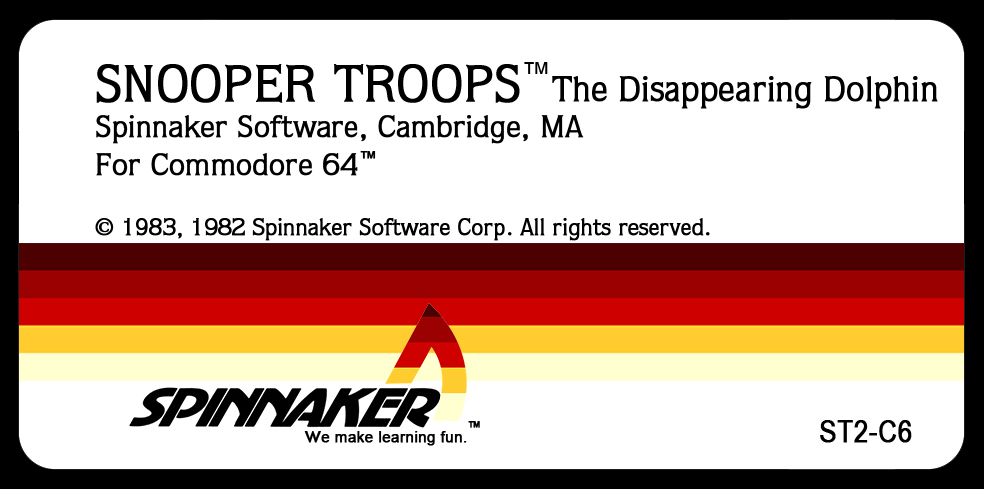 SNOOPER TROOPS™ The Disappearing Dolphin
Spinnaker Software, Cambridge, MA
For Commodore 64™
© 1983, 1982 Spinnaker Software Corp. All rights reserved.
SPINNAKER™
We make learning fun.
ST2-C6